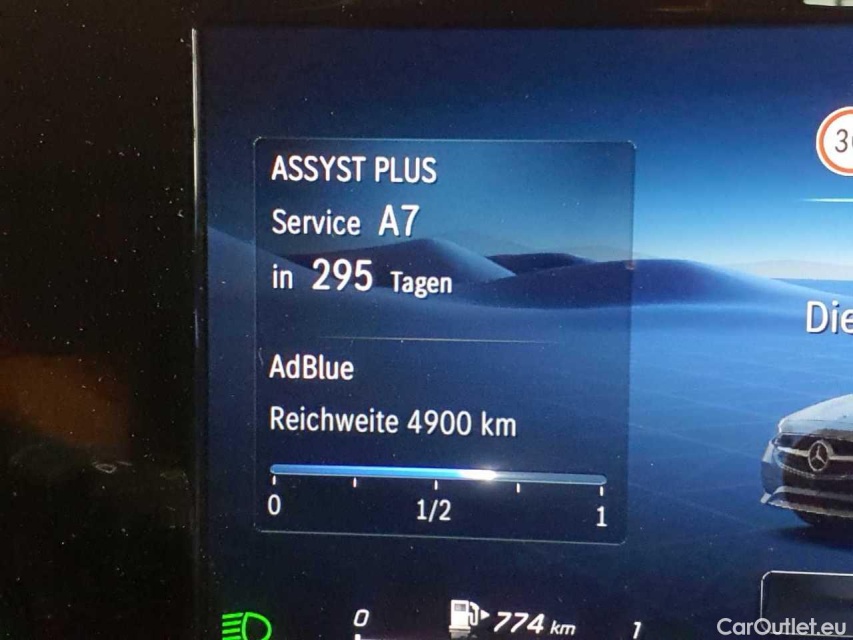 ASSYST PLUS
Service A7
in 295 Tagen
AdBlue
Reichweite 4900 km
0 1/2 1
0 774 km 1
CarOutlet.eu